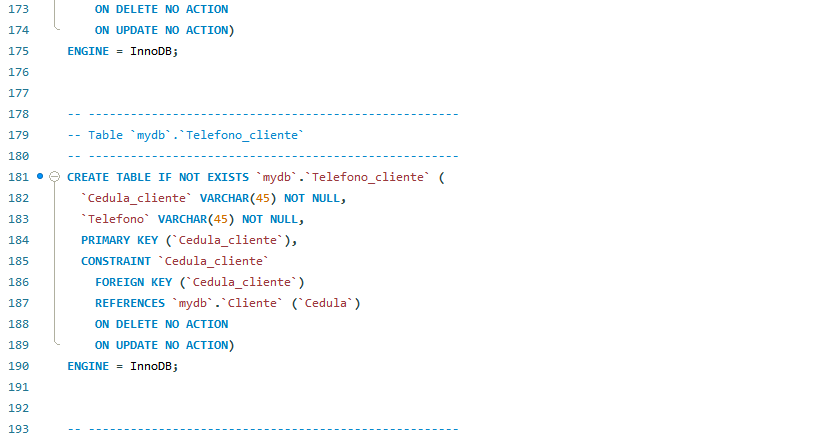 173 ON DELETE NO ACTION
174 ON UPDATE NO ACTION)
175 ENGINE = InnoDB;
176
177
178 -- -----------------------------------------------------
179 -- Table `mydb`.`Telefono_cliente`
180 -- -----------------------------------------------------
181 CREATE TABLE IF NOT EXISTS `mydb`.`Telefono_cliente` (
182 `Cedula_cliente` VARCHAR(45) NOT NULL,
183 `Telefono` VARCHAR(45) NOT NULL,
184 PRIMARY KEY (`Cedula_cliente`),
185 CONSTRAINT `Cedula_cliente`
186 FOREIGN KEY (`Cedula_cliente`)
187 REFERENCES `mydb`.`Cliente` (`Cedula`)
188 ON DELETE NO ACTION
189 ON UPDATE NO ACTION)
190 ENGINE = InnoDB;
191
192
193 -- -----------------------------------------------------